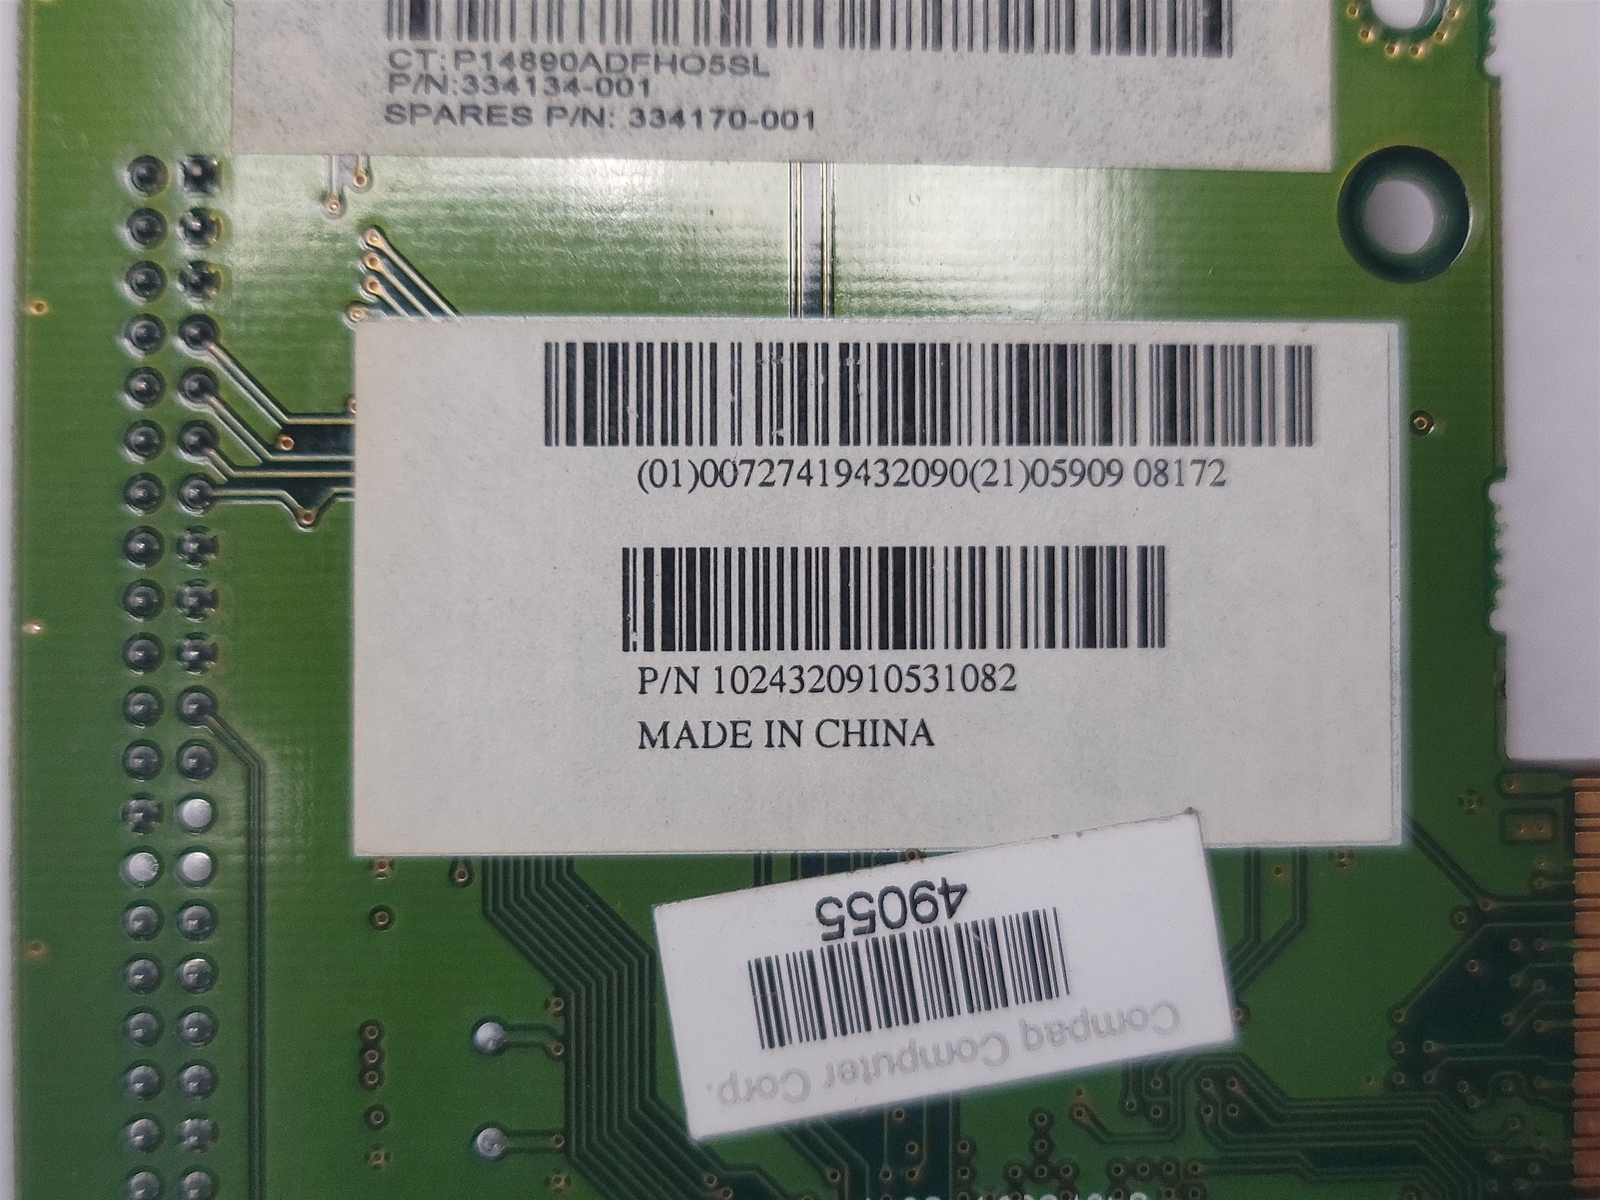 CT: P14890ADFHO5SL
P/N:334134-001
SPARES P/N: 334170-001
(01)00727419432090(21)05909 08172
P/N 1024320910531082
MADE IN CHINA
49055
Compaq Computer Corp.